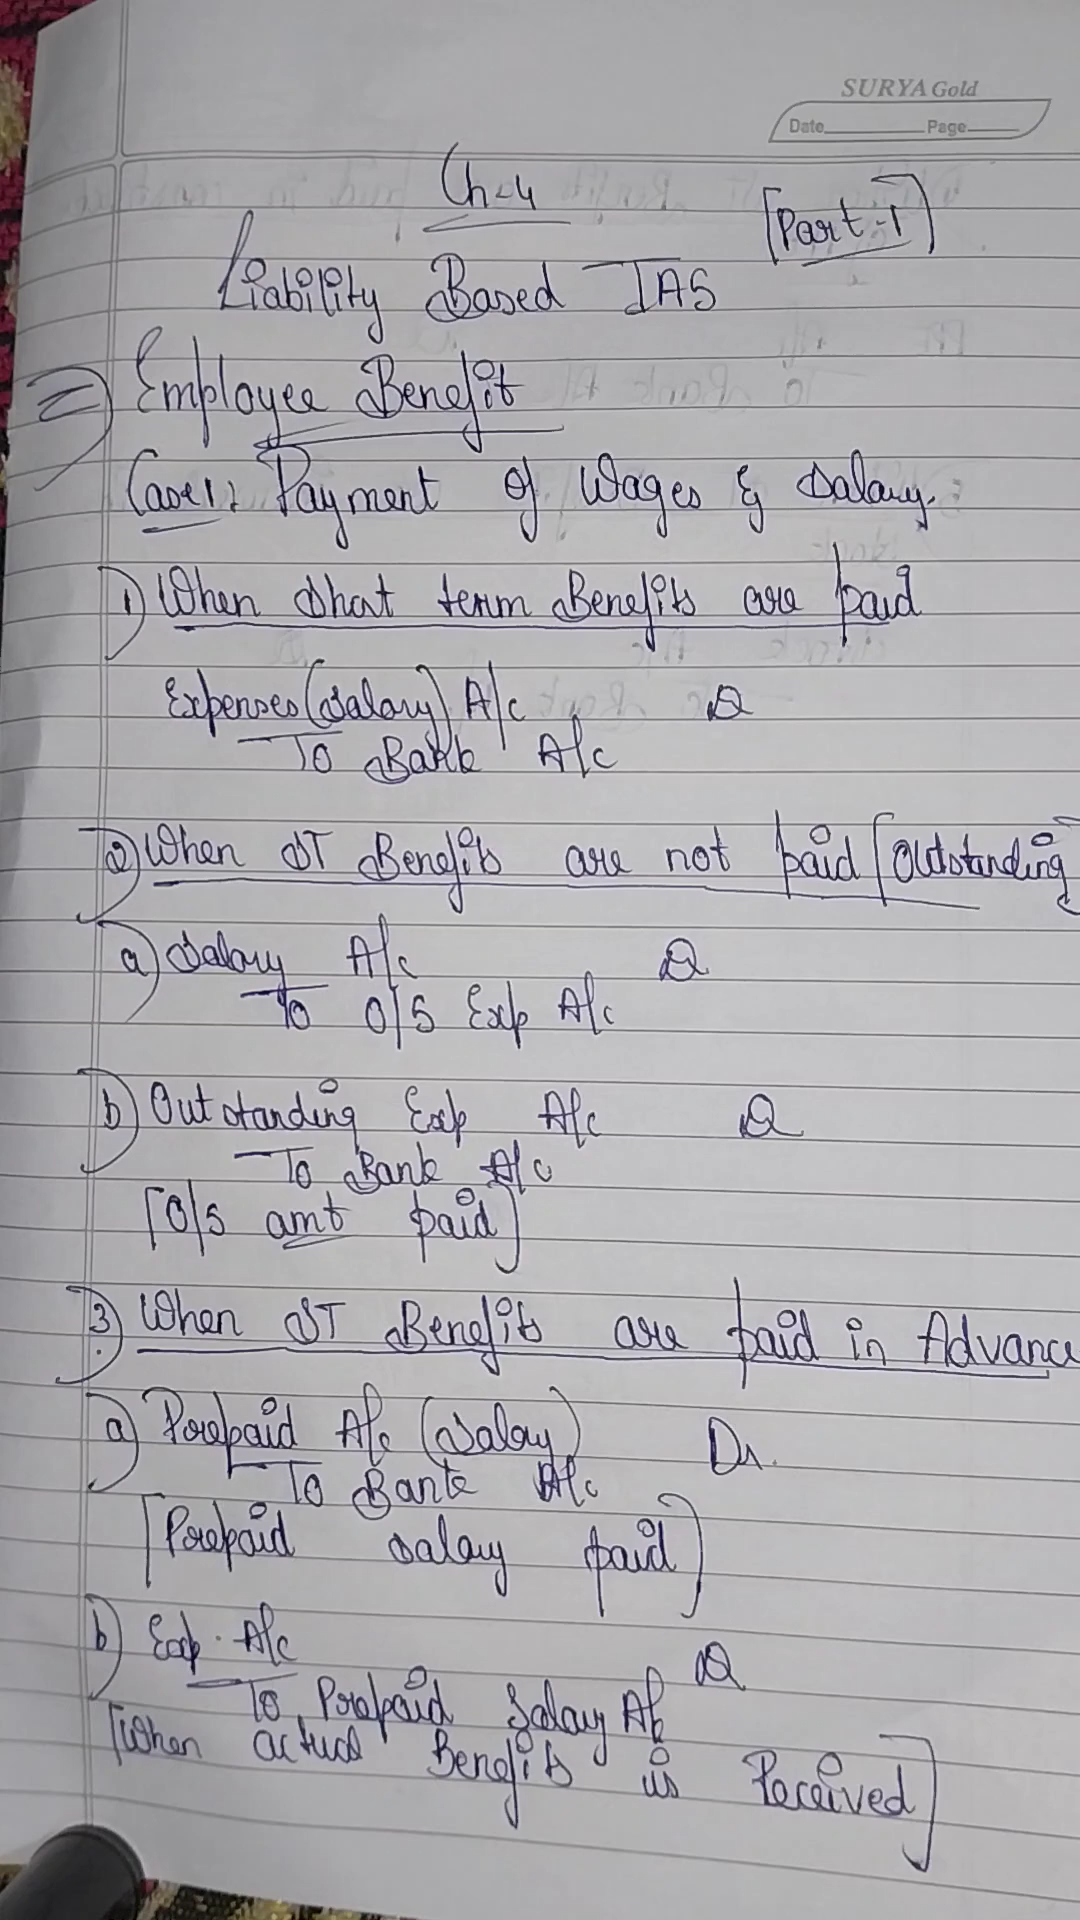 SURYA Gold
Date Page
Ch-4
[Part-1]
Liability Based IAS
Employee Benefit
Case1: Payment of Wages & Salary.
1) When Shot term Benefits are paid
Expenses (Salary) A/c Dr
To Bank A/c
2) When ST Benefits are not paid [Outstanding
a) Salary A/c Dr
To O/S Exp A/c
b) Outstanding Exp A/c Dr
To Bank A/c
[O/S amt paid]
3) When ST Benefits are paid in Advance
a) Prepaid A/c (Salary) Dr.
To Bank A/c
[Prepaid salary paid]
b) Exp. A/c Dr
To Prepaid Salary A/c
[When actual Benefits is Received]